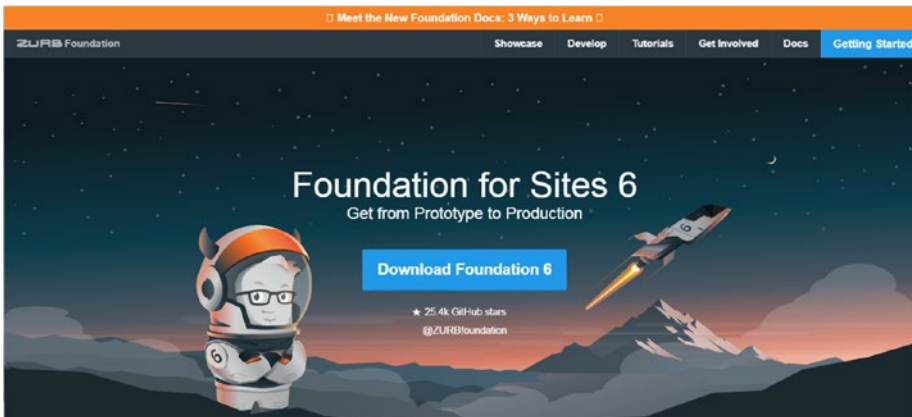 Meet the New Foundation Docs: 3 Ways to Learn
ZURB Foundation
Showcase Develop Tutorials Get Involved Docs Getting Started
Foundation for Sites 6
Get from Prototype to Production
6
Download Foundation 6
★ 25.4k GitHub stars
@ZURBfoundation
6